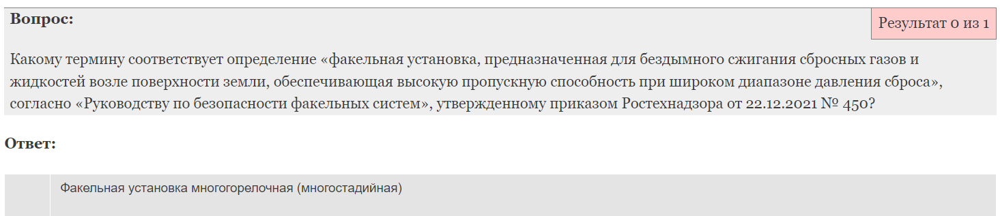 Вопрос:
Результат 0 из 1
Какому термину соответствует определение «факельная установка, предназначенная для бездымного сжигания сбросных газов и
жидкостей возле поверхности земли, обеспечивающая высокую пропускную способность при широком диапазоне давления сброса»,
согласно «Руководству по безопасности факельных систем», утвержденному приказом Ростехнадзора от 22.12.2021 № 450?
Ответ:
Факельная установка многогорелочная (многостадийная)